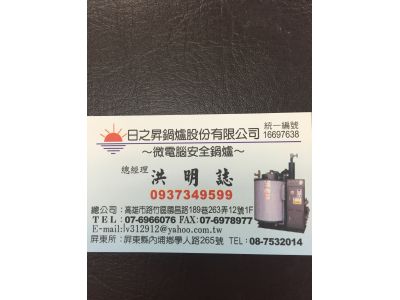 日之昇鍋爐股份有限公司
統一編號
16697638
～微電腦安全鍋爐～
總經理 洪明誌
0937349599
總公司：高雄市路竹區順昌路189巷263弄12號1F
TEL：07-6966076 FAX:07-6978977
E-mail:lv312912@yahoo.com.tw
屏東所：屏東縣內埔鄉學人路265號 TEL：08-7532014